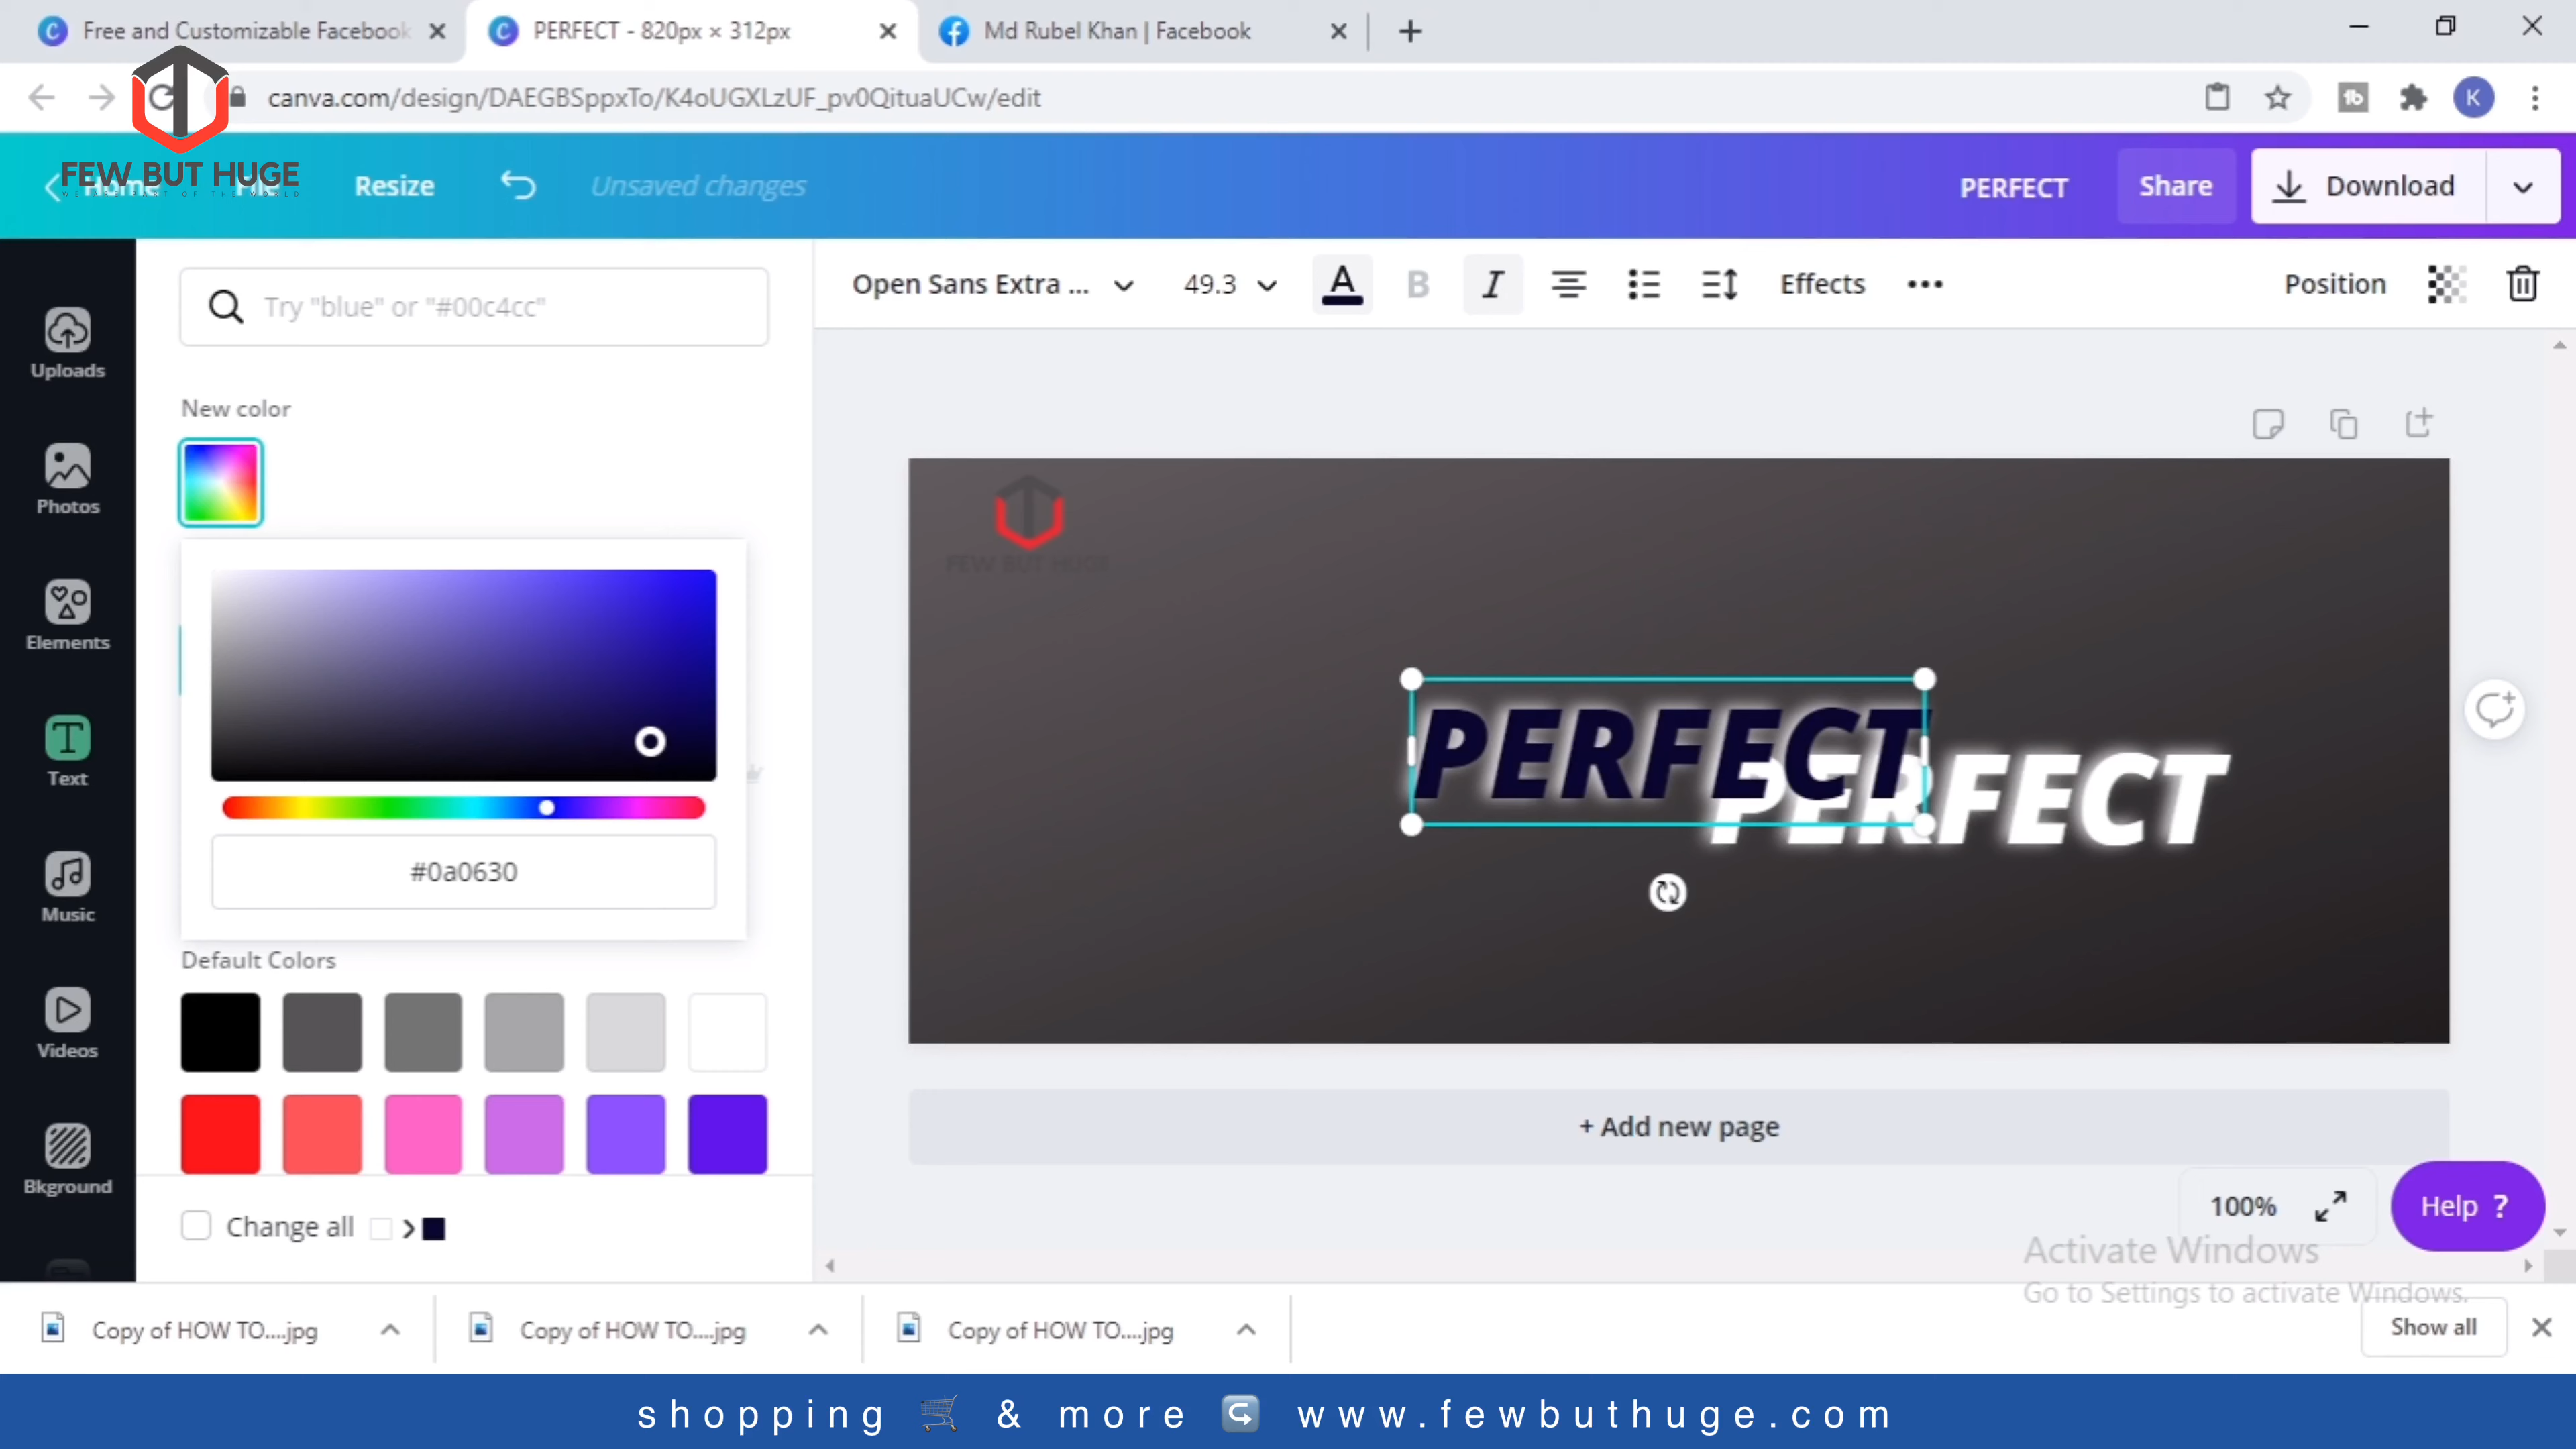 Free and Customizable Facebook
PERFECT - 820px × 312px
Md Rubel Khan | Facebook
canva.com/design/DAEGBSppxTo/K4oUGXLzUF_pv0QituaUCw/edit
K
FEW BUT HUGE
Home
Resize
Unsaved changes
PERFECT
Share
Download
Try "blue" or "#00c4cc"
Open Sans Extra ...
49.3
A
B
I
Effects
Position
Uploads
Photos
Elements
Text
Music
Videos
Bkground
New color
#0a0630
Default Colors
Change all
FEW BUT HUGE
PERFECT
PERFECT
+ Add new page
100%
Help ?
Activate Windows
Go to Settings to activate Windows.
Copy of HOW TO....jpg
Copy of HOW TO....jpg
Copy of HOW TO....jpg
Show all
shopping 🛒 & more ↪️ www.fewbuthuge.com